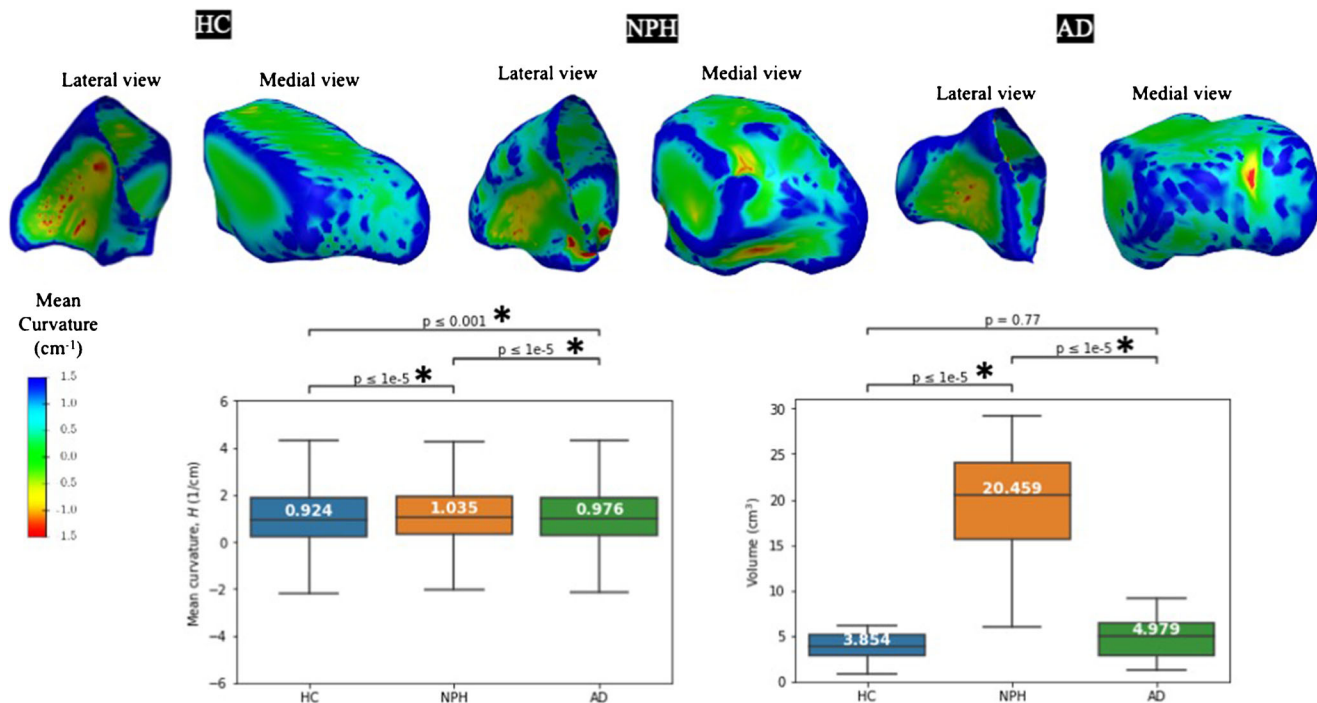 HC
NPH
AD
Lateral view
Medial view
Lateral view
Medial view
Lateral view
Medial view
Mean
Curvature
(cm⁻¹)
1.5
1.0
0.5
0.0
0.5
-1.0
1.5
p ≤ 0.001 *
p ≤ 1e-5 *
p ≤ 1e-5 *
Mean curvature, H (1/cm)
6
4
2
0
−2
−4
−6
0.924
1.035
0.976
HC
NPH
AD
p = 0.77
p ≤ 1e-5 *
p ≤ 1e-5 *
Volume (cm³)
30
25
20
15
10
5
0
3.854
20.459
4.979
HC
NPH
AD